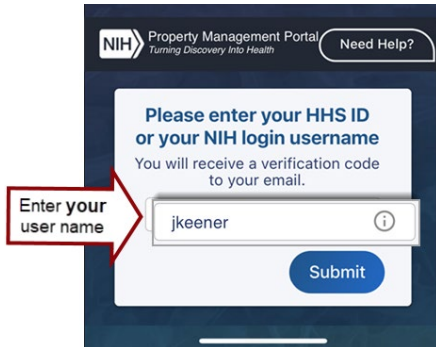 NIH Property Management Portal
Turning Discovery Into Health
Need Help?
Please enter your HHS ID
or your NIH login username
You will receive a verification code
to your email.
Enter your
user name
jkeener
Submit